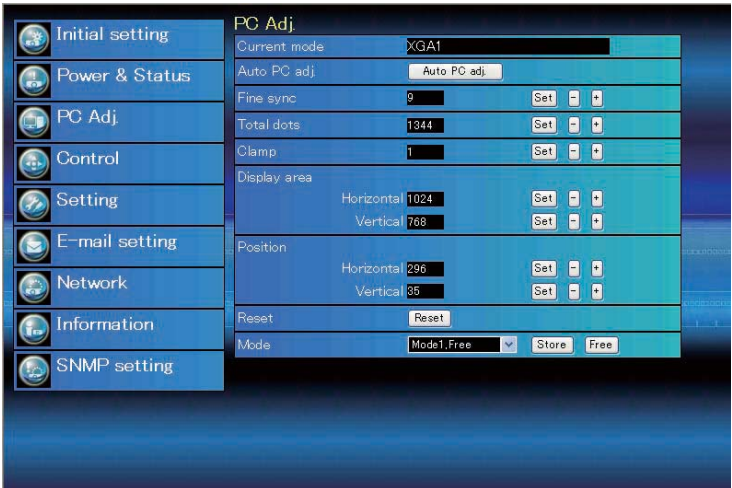 Initial setting
Power & Status
PC Adj.
Control
Setting
E-mail setting
Network
Information
SNMP setting
PC Adj.
Current mode XGA1
Auto PC adj. Auto PC adj.
Fine sync 9 Set - +
Total dots 1344 Set - +
Clamp 1 Set - +
Display area
Horizontal 1024 Set - +
Vertical 768 Set - +
Position
Horizontal 296 Set - +
Vertical 35 Set - +
Reset Reset
Mode Mode1,Free Store Free